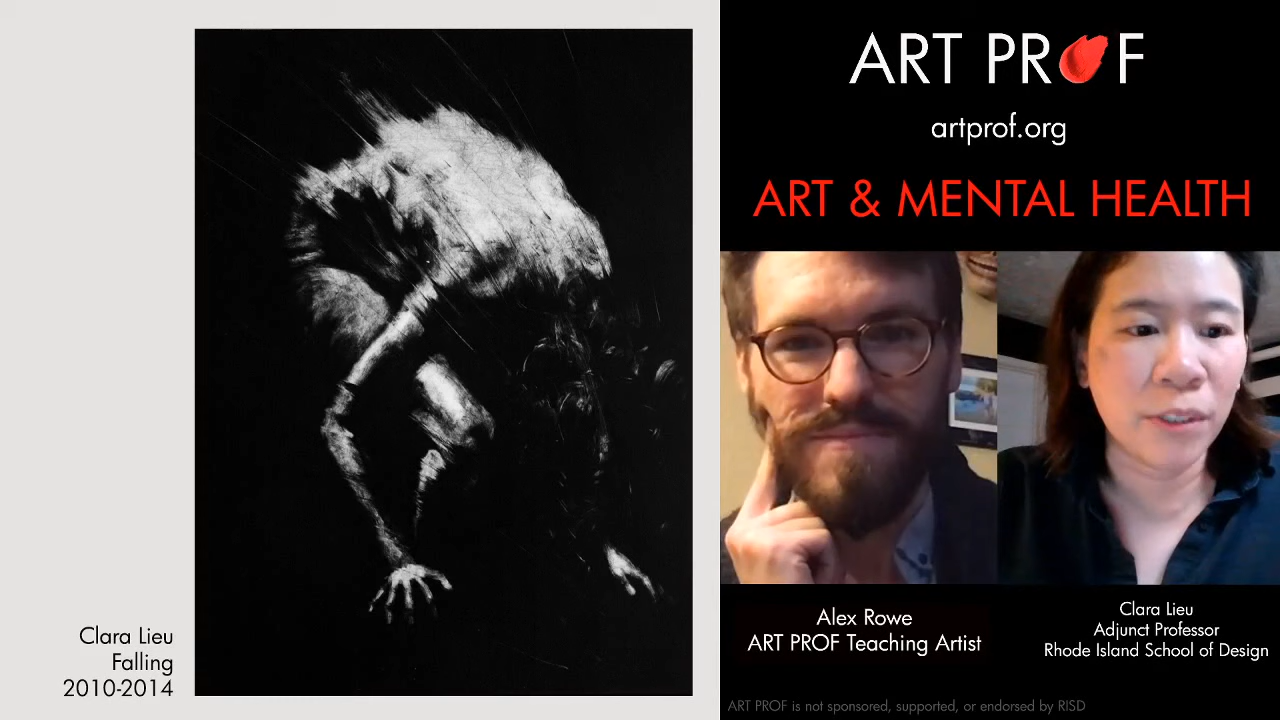 Clara Lieu
Falling
2010-2014
ART PROF
artprof.org
ART & MENTAL HEALTH
Alex Rowe
ART PROF Teaching Artist
Clara Lieu
Adjunct Professor
Rhode Island School of Design
ART PROF is not sponsored, supported, or endorsed by RISD